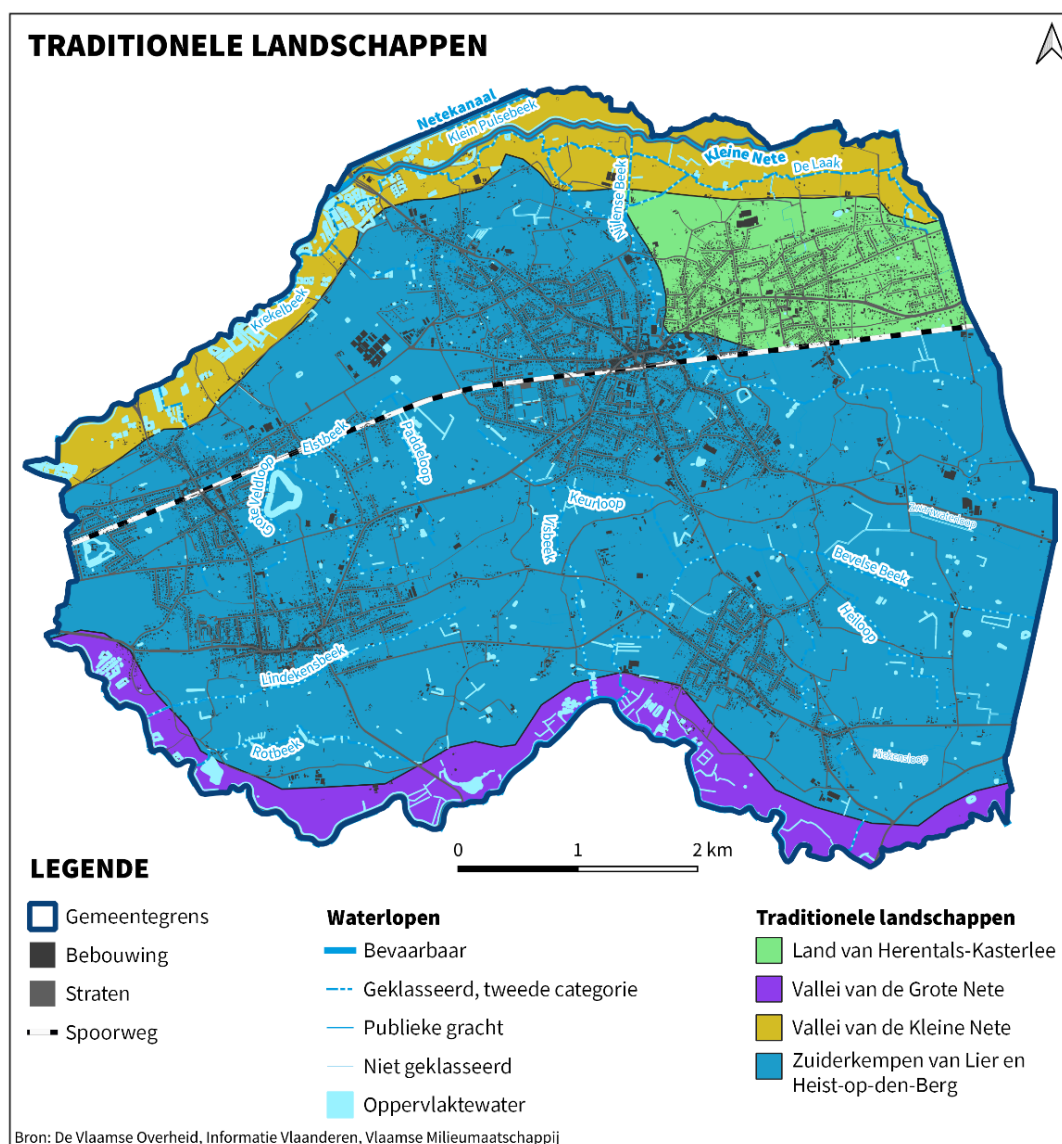 TRADITIONELE LANDSCHAPPEN
Netekanaal
Klein Pulsebeek
Kleine Nete
De Laak
Nijlense Beek
Krekelbeek
Elstbeek
Paddeloop
Grote Veldloop
Keurloop
Visbeek
Zwartwaterloop
Bevelse Beek
Heiloop
Lindekensbeek
Rotbeek
Kiekensloop
0 1 2 km
LEGENDE
Gemeentegrens
Bebouwing
Straten
Spoorweg
Waterlopen
Bevaarbaar
Geklasseerd, tweede categorie
Publieke gracht
Niet geklasseerd
Oppervlaktewater
Traditionele landschappen
Land van Herentals-Kasterlee
Vallei van de Grote Nete
Vallei van de Kleine Nete
Zuiderkempen van Lier en
Heist-op-den-Berg
Bron: De Vlaamse Overheid, Informatie Vlaanderen, Vlaamse Milieumaatschappij